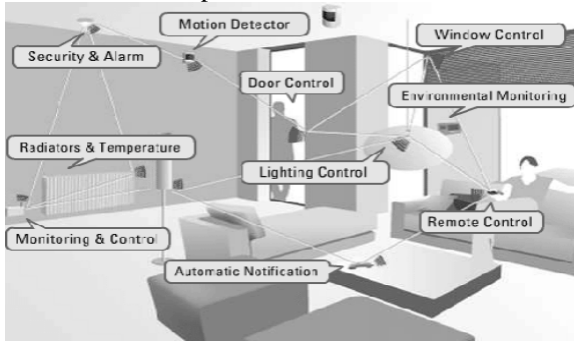 Motion Detector
Window Control
Security & Alarm
Door Control
Environmental Monitoring
Radiators & Temperature
Lighting Control
Remote Control
Monitoring & Control
Automatic Notification